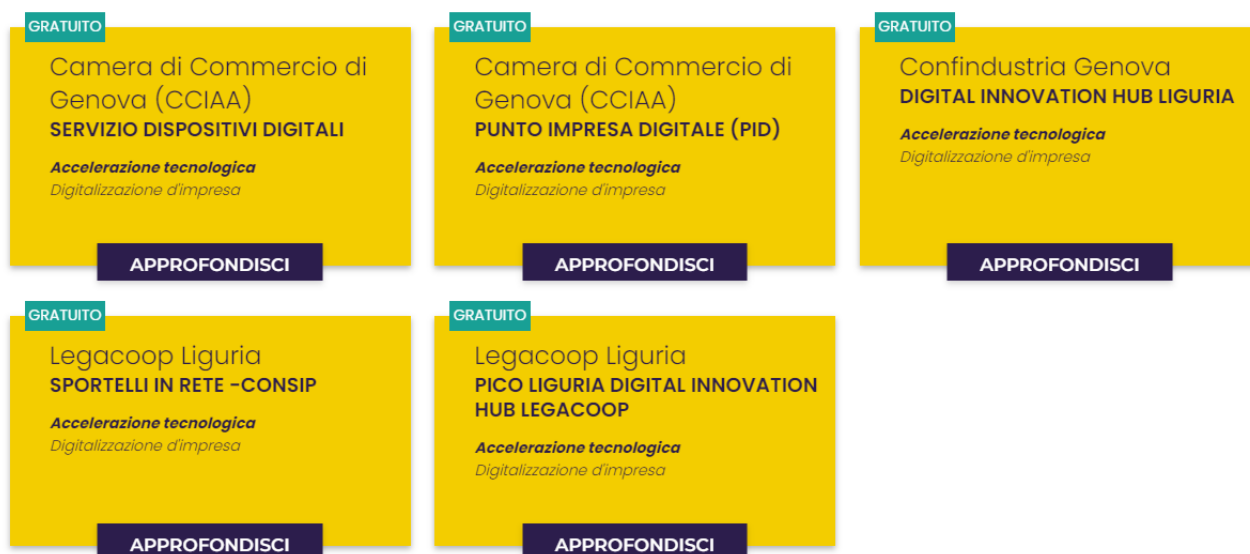 GRATUITO
Camera di Commercio di
Genova (CCIAA)
SERVIZIO DISPOSITIVI DIGITALI
Accelerazione tecnologica
Digitalizzazione d'impresa
APPROFONDISCI
GRATUITO
Camera di Commercio di
Genova (CCIAA)
PUNTO IMPRESA DIGITALE (PID)
Accelerazione tecnologica
Digitalizzazione d'impresa
APPROFONDISCI
GRATUITO
Confindustria Genova
DIGITAL INNOVATION HUB LIGURIA
Accelerazione tecnologica
Digitalizzazione d'impresa
APPROFONDISCI
GRATUITO
Legacoop Liguria
SPORTELLI IN RETE -CONSIP
Accelerazione tecnologica
Digitalizzazione d'impresa
APPROFONDISCI
GRATUITO
Legacoop Liguria
PICO LIGURIA DIGITAL INNOVATION
HUB LEGACOOP
Accelerazione tecnologica
Digitalizzazione d'impresa
APPROFONDISCI